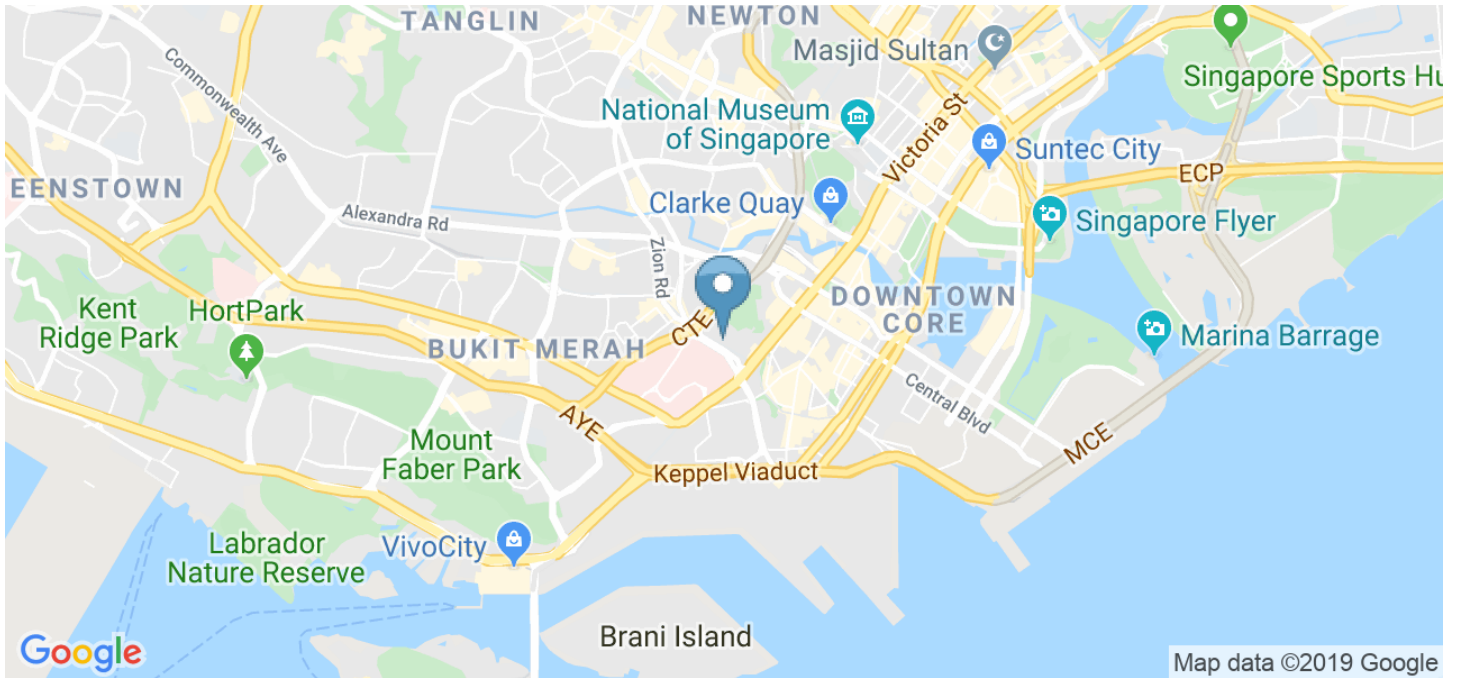 TANGLIN
NEWTON
Masjid Sultan
Singapore Sports Hu
Commonwealth Ave
National Museum
of Singapore
Victoria St
Suntec City
ECP
EENSTOWN
Alexandra Rd
Clarke Quay
Singapore Flyer
Zion Rd
Kent
Ridge Park
HortPark
DOWNTOWN
CORE
CTE
Marina Barrage
BUKIT MERAH
Central Blvd
AYE
Mount
Faber Park
MCE
Keppel Viaduct
Labrador
Nature Reserve
VivoCity
Brani Island
Google
Map data ©2019 Google